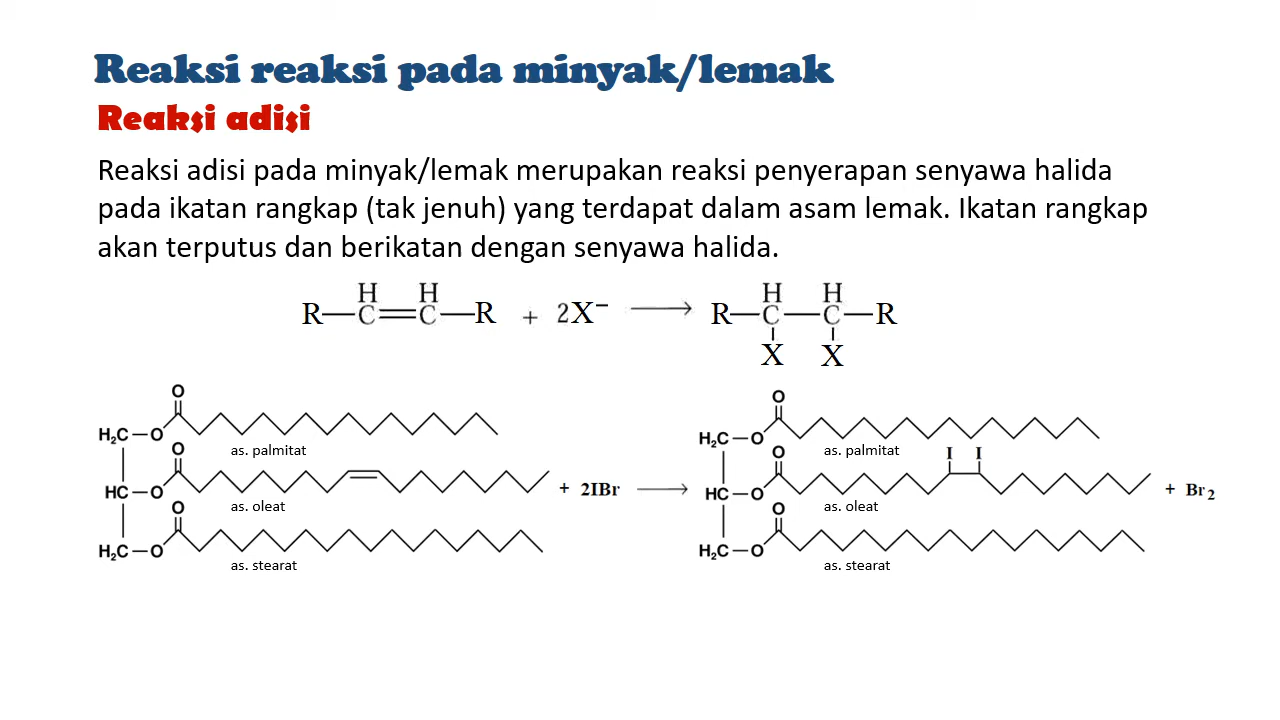 Reaksi reaksi pada minyak/lemak
Reaksi adisi
Reaksi adisi pada minyak/lemak merupakan reaksi penyerapan senyawa halida
pada ikatan rangkap (tak jenuh) yang terdapat dalam asam lemak. Ikatan rangkap
akan terputus dan berikatan dengan senyawa halida.
H H H H
R—C=C—R + 2X⁻ ⟶ R—C—C—R
X X
O O
H₂C—O H₂C—O
as. palmitat as. palmitat
O O I I
HC—O + 2IBr ⟶ HC—O + Br₂
as. oleat as. oleat
O O
H₂C—O H₂C—O
as. stearat as. stearat